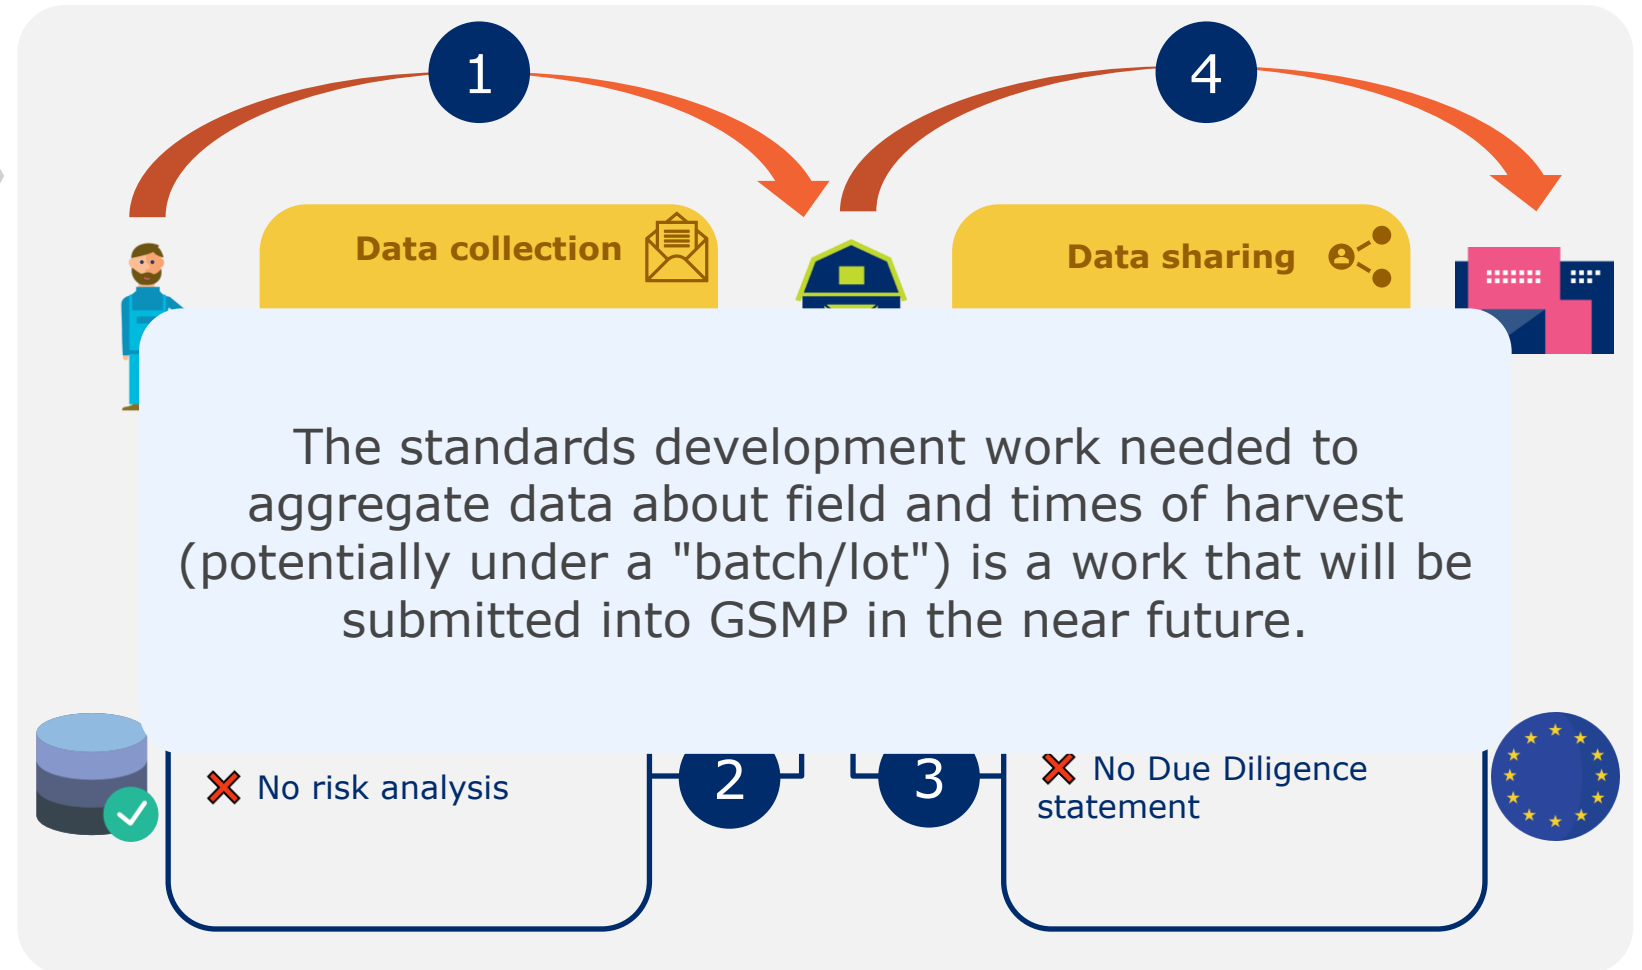 1
4
Data collection
Data sharing
The standards development work needed to
aggregate data about field and times of harvest
(potentially under a "batch/lot") is a work that will be
submitted into GSMP in the near future.
No risk analysis
2
3
No Due Diligence
statement